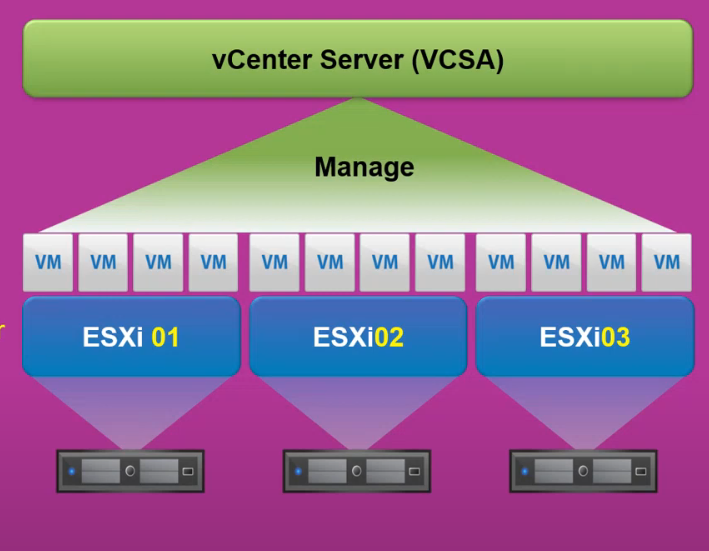 vCenter Server (VCSA)
Manage
VM VM VM VM VM VM VM VM VM VM VM VM
r ESXi 01 ESXi02 ESXi03